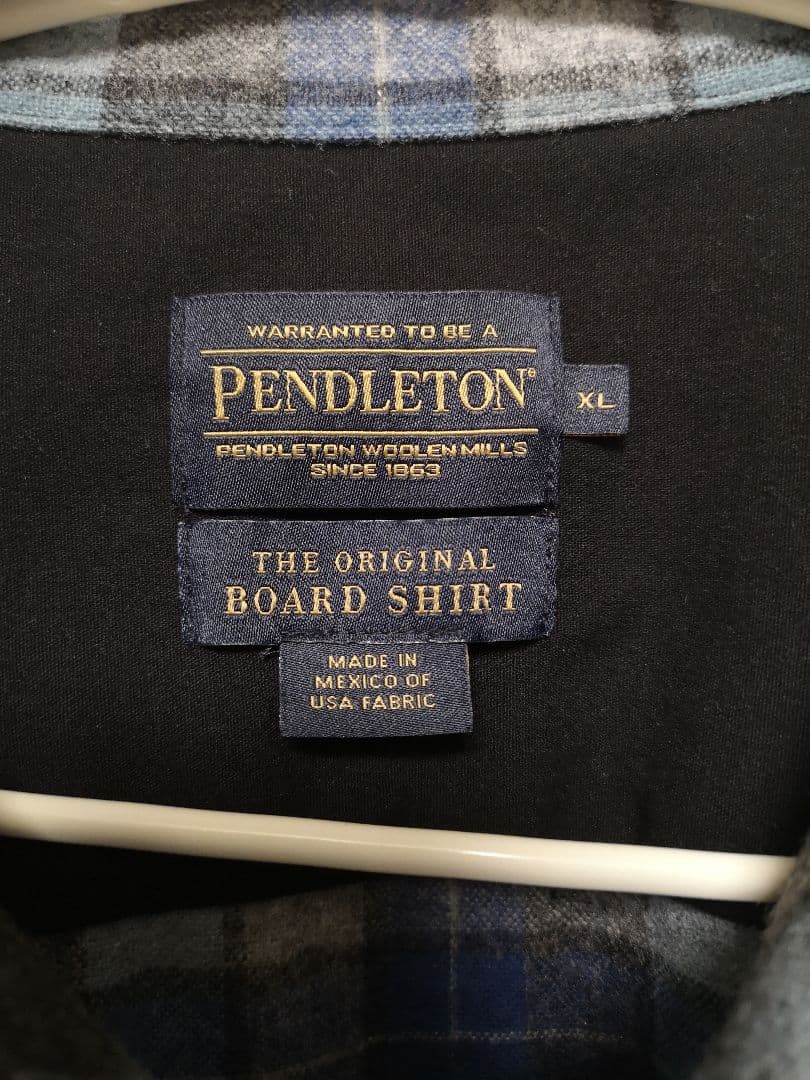 WARRANTED TO BE A
PENDLETON®
XL
PENDLETON WOOLEN MILLS
SINCE 1863
THE ORIGINAL
BOARD SHIRT
MADE IN
MEXICO OF
USA FABRIC